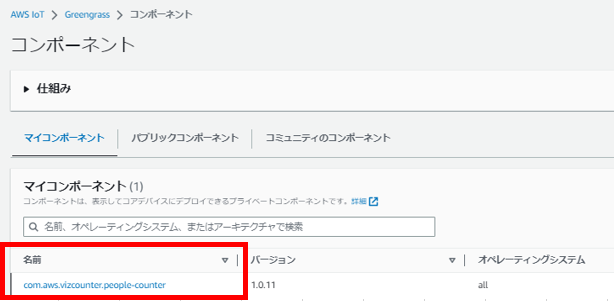 AWS IoT > Greengrass > コンポーネント
コンポーネント
▶ 仕組み
マイコンポーネント | パブリックコンポーネント | コミュニティのコンポーネント
マイコンポーネント (1)
コンポーネントは、表示してコアデバイスにデプロイできるプライベートコンポーネントです。詳細
名前、オペレーティングシステム、またはアーキテクチャで検索
名前 バージョン オペレーティングシステム
com.aws.vizcounter.people-counter 1.0.11 all